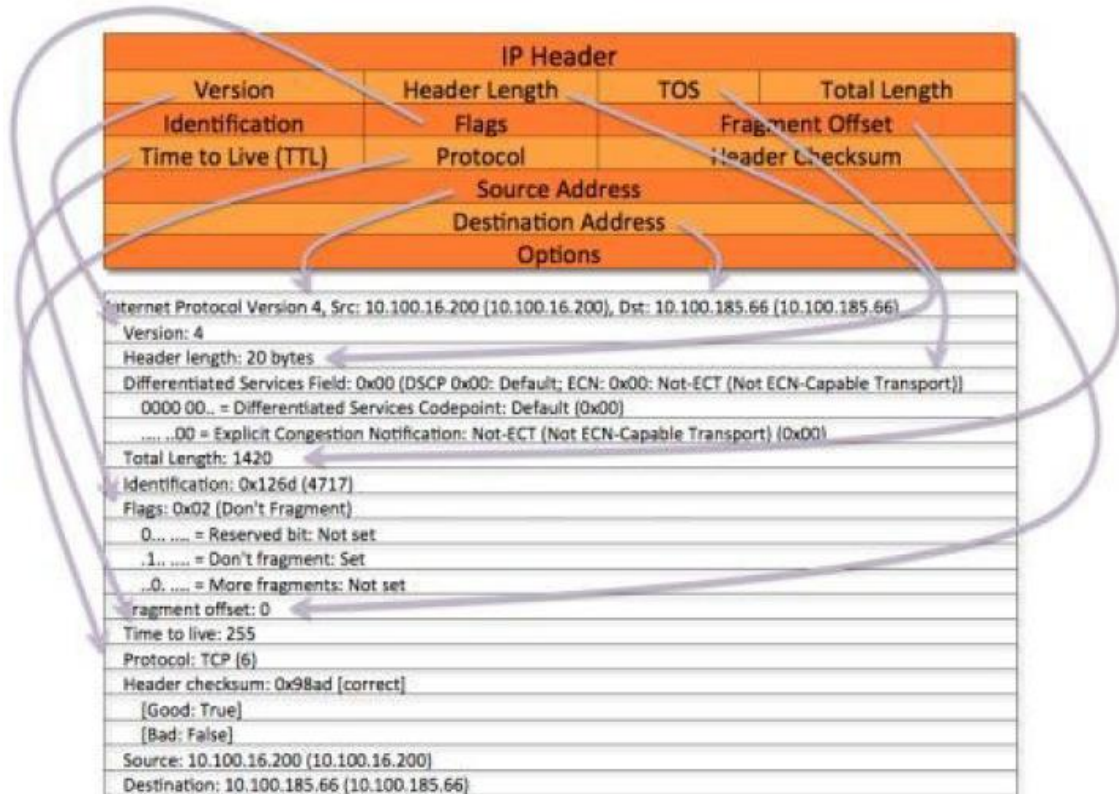 IP Header
Version Header Length TOS Total Length
Identification Flags Fragment Offset
Time to Live (TTL) Protocol Header Checksum
Source Address
Destination Address
Options
Internet Protocol Version 4, Src: 10.100.16.200 (10.100.16.200), Dst: 10.100.185.66 (10.100.185.66)
Version: 4
Header length: 20 bytes
Differentiated Services Field: 0x00 (DSCP 0x00: Default; ECN: 0x00: Not-ECT (Not ECN-Capable Transport))
0000 00.. = Differentiated Services Codepoint: Default (0x00)
.... ..00 = Explicit Congestion Notification: Not-ECT (Not ECN-Capable Transport) (0x00)
Total Length: 1420
Identification: 0x126d (4717)
Flags: 0x02 (Don't Fragment)
0... .... = Reserved bit: Not set
.1.. .... = Don't fragment: Set
..0. .... = More fragments: Not set
Fragment offset: 0
Time to live: 255
Protocol: TCP (6)
Header checksum: 0x98ad [correct]
[Good: True]
[Bad: False]
Source: 10.100.16.200 (10.100.16.200)
Destination: 10.100.185.66 (10.100.185.66)